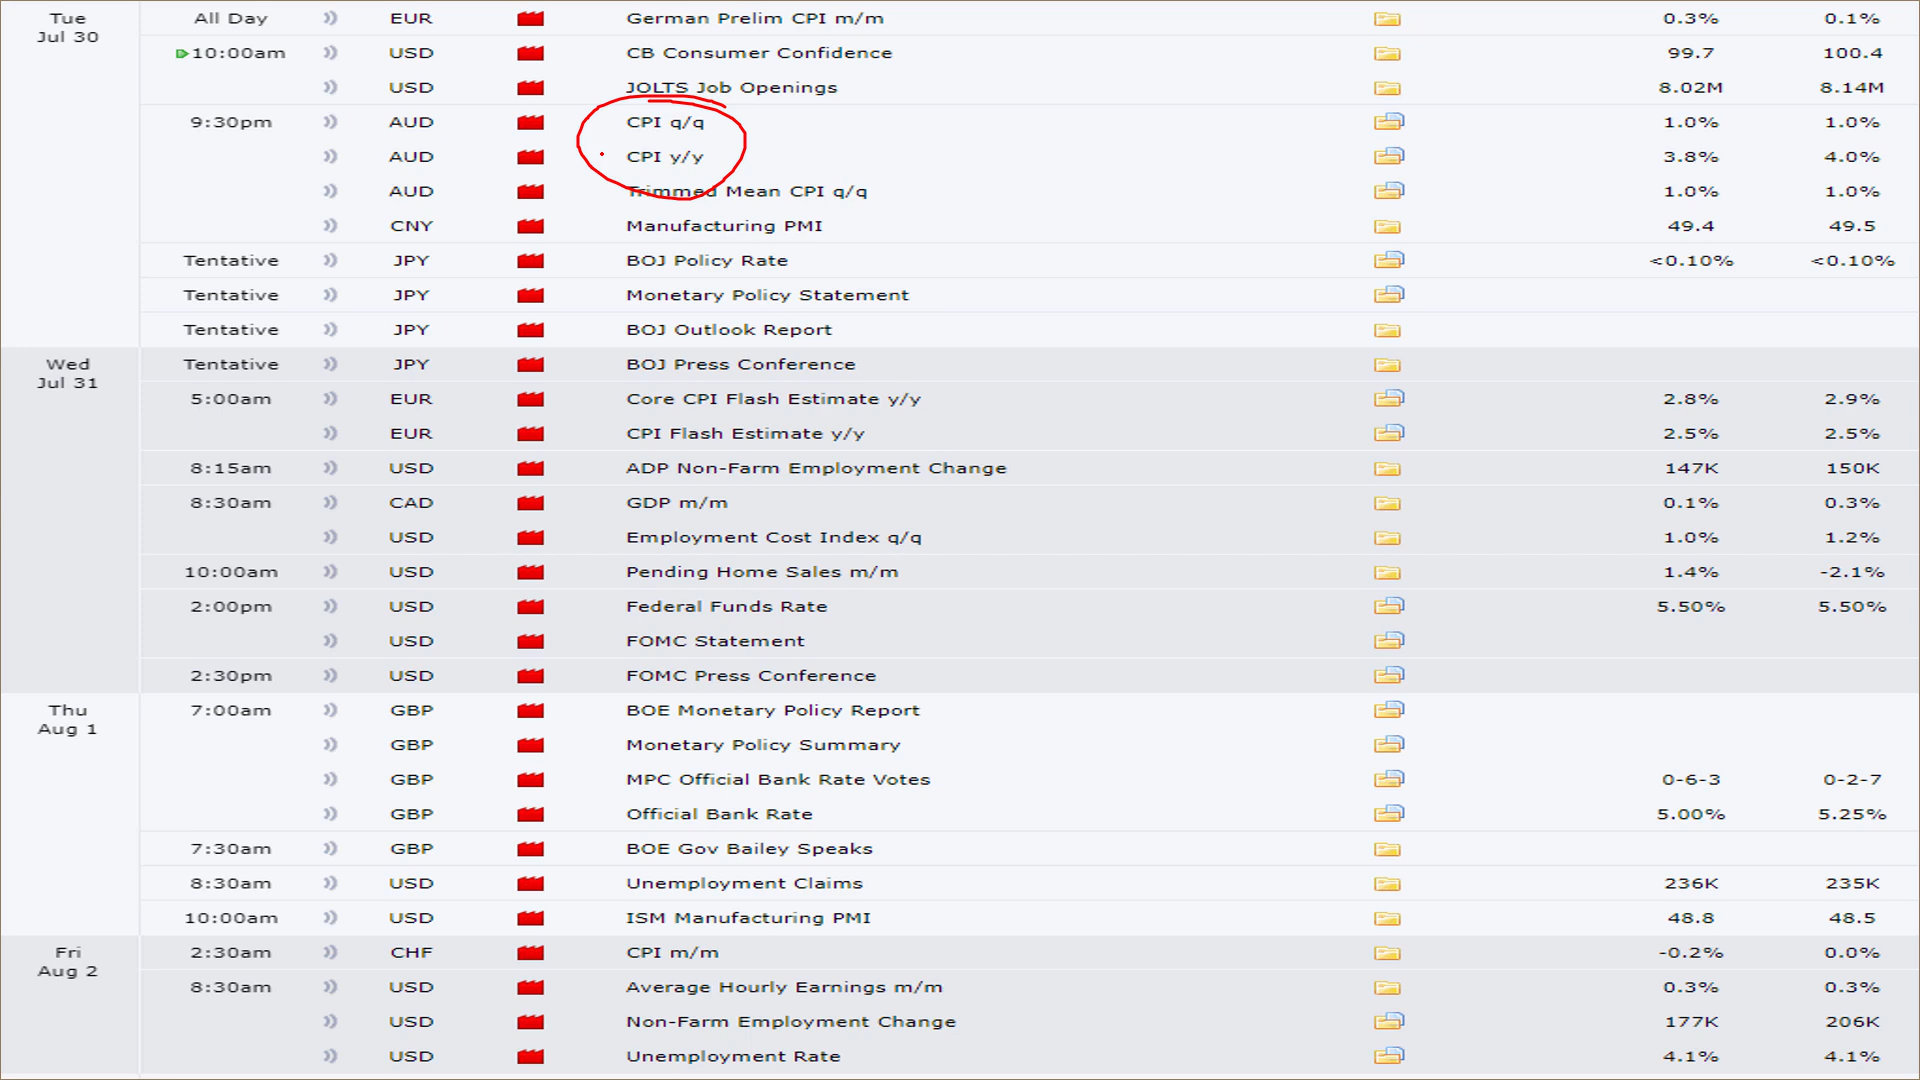 Tue Jul 30 All Day EUR German Prelim CPI m/m 0.3% 0.1%
10:00am USD CB Consumer Confidence 99.7 100.4
USD JOLTS Job Openings 8.02M 8.14M
9:30pm AUD CPI q/q 1.0% 1.0%
AUD CPI y/y 3.8% 4.0%
AUD Trimmed Mean CPI q/q 1.0% 1.0%
CNY Manufacturing PMI 49.4 49.5
Tentative JPY BOJ Policy Rate <0.10% <0.10%
Tentative JPY Monetary Policy Statement
Tentative JPY BOJ Outlook Report
Wed Jul 31 Tentative JPY BOJ Press Conference
5:00am EUR Core CPI Flash Estimate y/y 2.8% 2.9%
EUR CPI Flash Estimate y/y 2.5% 2.5%
8:15am USD ADP Non-Farm Employment Change 147K 150K
8:30am CAD GDP m/m 0.1% 0.3%
USD Employment Cost Index q/q 1.0% 1.2%
10:00am USD Pending Home Sales m/m 1.4% -2.1%
2:00pm USD Federal Funds Rate 5.50% 5.50%
USD FOMC Statement
2:30pm USD FOMC Press Conference
Thu Aug 1 7:00am GBP BOE Monetary Policy Report
GBP Monetary Policy Summary
GBP MPC Official Bank Rate Votes 0-6-3 0-2-7
GBP Official Bank Rate 5.00% 5.25%
7:30am GBP BOE Gov Bailey Speaks
8:30am USD Unemployment Claims 236K 235K
10:00am USD ISM Manufacturing PMI 48.8 48.5
Fri Aug 2 2:30am CHF CPI m/m -0.2% 0.0%
8:30am USD Average Hourly Earnings m/m 0.3% 0.3%
USD Non-Farm Employment Change 177K 206K
USD Unemployment Rate 4.1% 4.1%